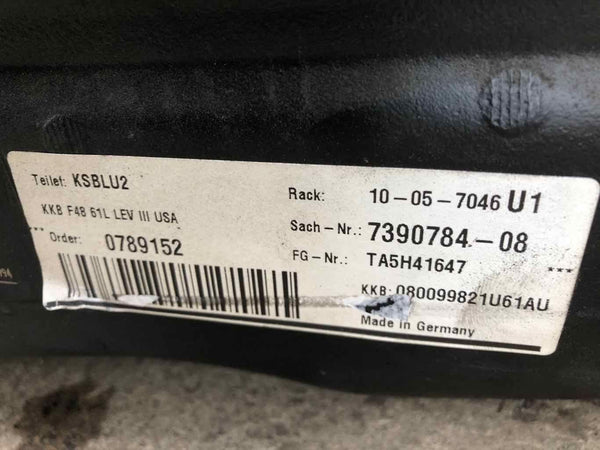 Teilet: KSBLU2
KKB F48 61L LEV III USA
*** Order: 0789152
Rack: 10-05-7046 U1
Sach-Nr.: 7390784-08
FG-Nr.: TA5H41647 ***
KKB: 080099821U61AU
Made in Germany